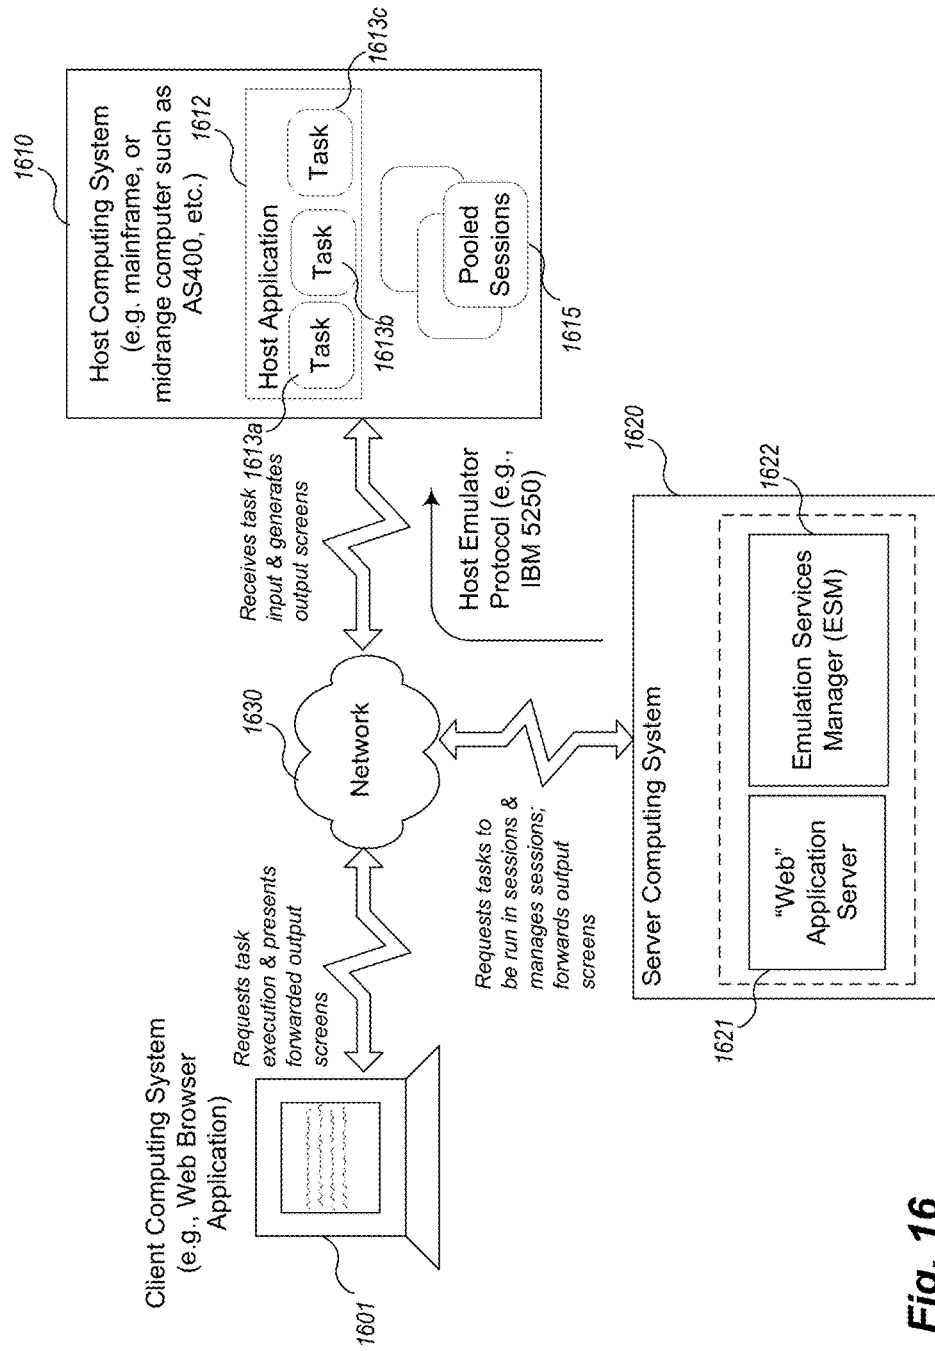 Client Computing System
(e.g., Web Browser
Application)
1601
Requests task
execution & presents
forwarded output
screens
1630
Network
Receives task
input & generates
output screens
1613a
1610
Host Computing System
(e.g. mainframe, or
midrange computer such as
AS400, etc.)
1612
Host Application
Task
Task
Task
1613b
1613c
Pooled
Sessions
1615
Host Emulator
Protocol (e.g.,
IBM 5250)
Requests tasks to
be run in sessions &
manages sessions;
forwards output
screens
1620
Server Computing System
1621
"Web"
Application
Server
1622
Emulation Services
Manager (ESM)
Fig. 16